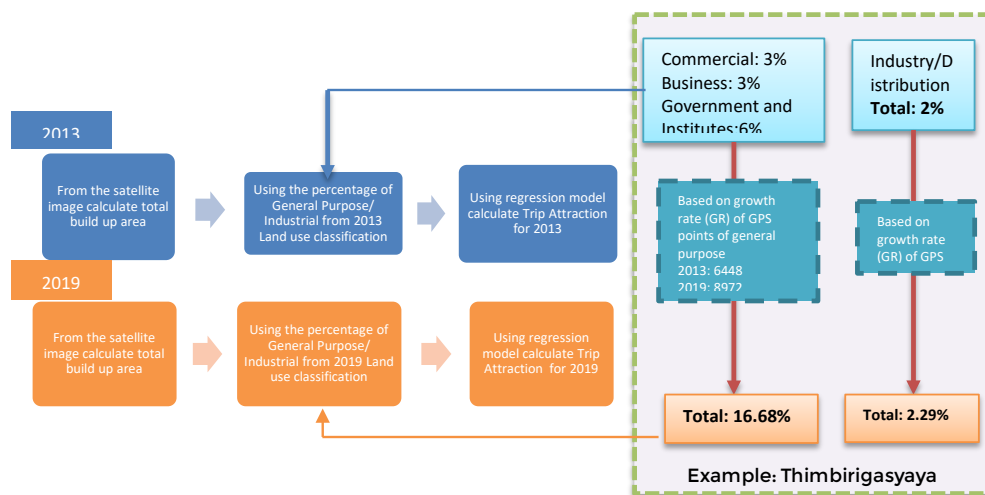 2013
From the satellite
image calculate total
build up area
Using the percentage of
General Purpose/
Industrial from 2013
Land use classification
Using regression model
calculate Trip Attraction
for 2013
2019
From the satellite
image calculate total
build up area
Using the percentage of
General Purpose/
Industrial from 2019 Land
use classification
Using regression
model calculate Trip
Attraction for 2019
Commercial: 3%
Business: 3%
Government and
Institutes:6%
Industry/D
istribution
Total: 2%
Based on growth
rate (GR) of GPS
points of general
purpose
2013: 6448
2019: 8972
Based on
growth rate
(GR) of GPS
Total: 16.68%
Total: 2.29%
Example: Thimbirigasyaya